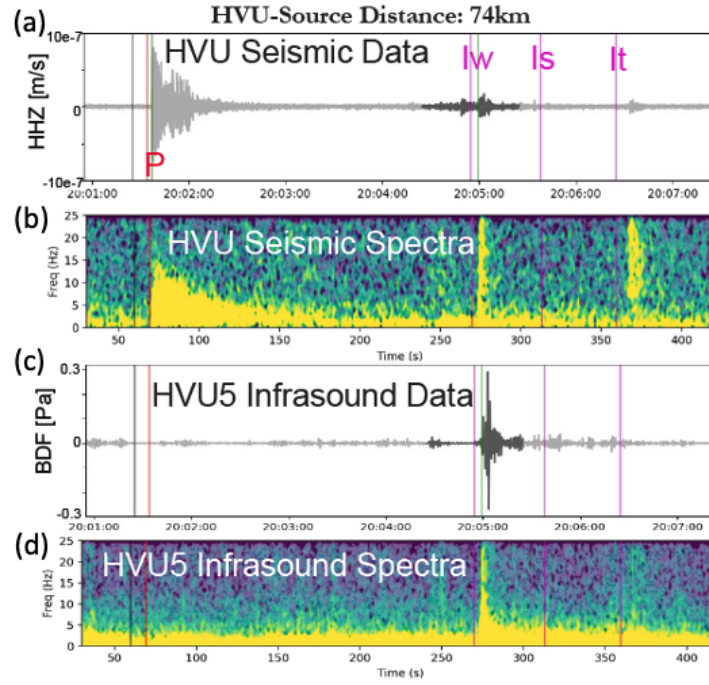 HVU-Source Distance: 74km
(a)
10e-7
HVU Seismic Data
Iw
Is
It
HHZ [m/s]
0
P
-10e-7
20:01:00 20:02:00 20:03:00 20:04:00 20:05:00 20:06:00 20:07:00
(b)
25
20
15
10
5
0
Freq (Hz)
HVU Seismic Spectra
50 100 150 200 250 300 350 400
Time (s)
(c)
0.3
HVU5 Infrasound Data
BDF [Pa]
0
-0.3
20:01:00 20:02:00 20:03:00 20:04:00 20:05:00 20:06:00 20:07:00
(d)
25
20
15
10
5
0
Freq (Hz)
HVU5 Infrasound Spectra
50 100 150 200 250 300 350 400
Time (s)